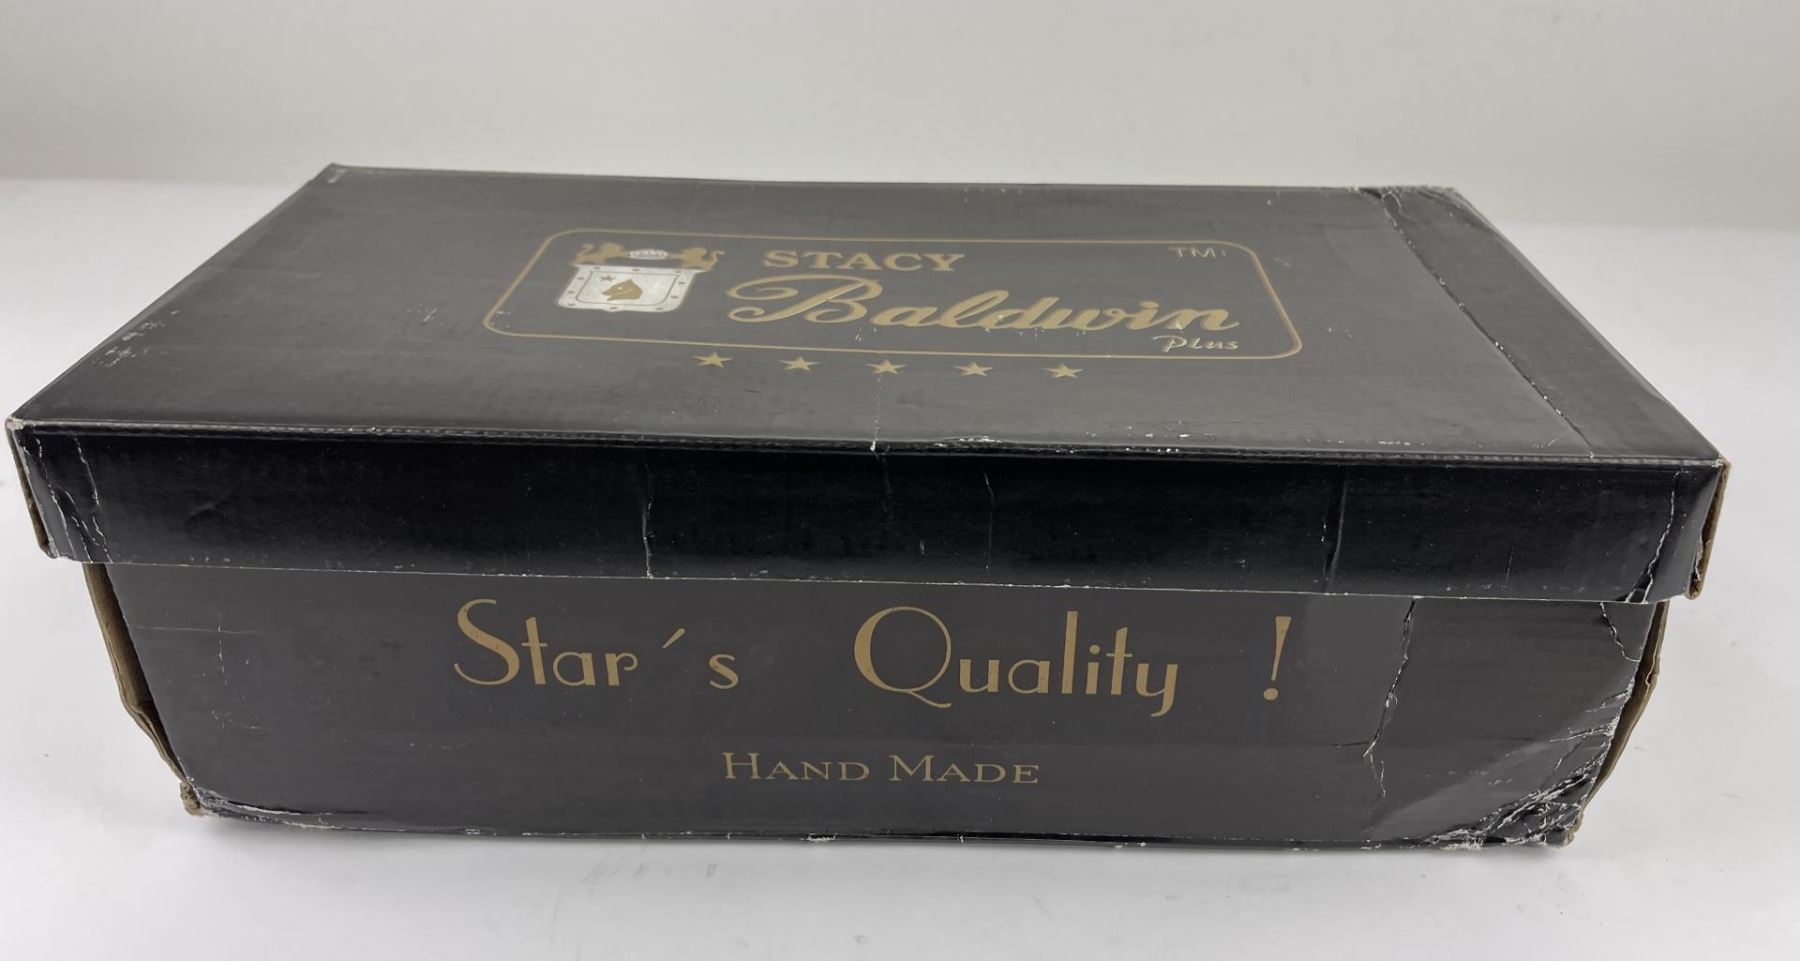 STACY TM
Baldwin
Plus
Star´s Quality !
HAND MADE